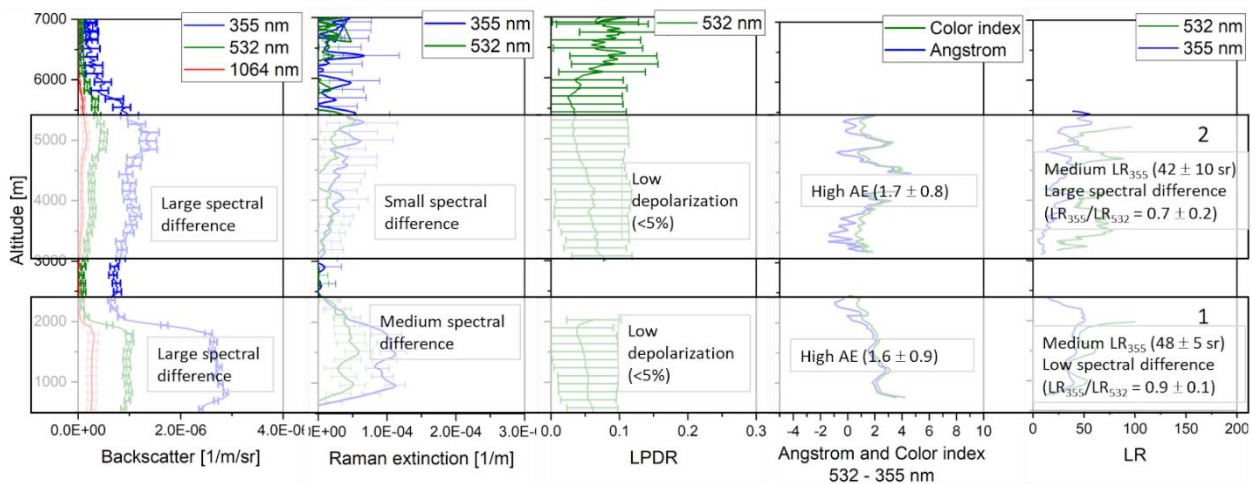 355 nm
532 nm
1064 nm
355 nm
532 nm
532 nm
Color index
Angstrom
532 nm
355 nm
7000
6000
5000
4000
3000
2000
1000
Altitude [m]
Large spectral
difference
Small spectral
difference
Low
depolarization
(<5%)
High AE (1.7 ± 0.8)
2
Medium LR355 (42 ± 10 sr)
Large spectral difference
(LR355/LR532 = 0.7 ± 0.2)
Large spectral
difference
Medium spectral
difference
Low
depolarization
(<5%)
High AE (1.6 ± 0.9)
1
Medium LR355 (48 ± 5 sr)
Low spectral difference
(LR355/LR532 = 0.9 ± 0.1)
0.0E+00 2.0E-06
1.0E-04 2.0E-04
0.0 0.1 0.2 0.3
-4 -2 0 2 4 6 8 10
0 50 100 150 200
Backscatter [1/m/sr]
Raman extinction [1/m]
LPDR
Angstrom and Color index
532 - 355 nm
LR